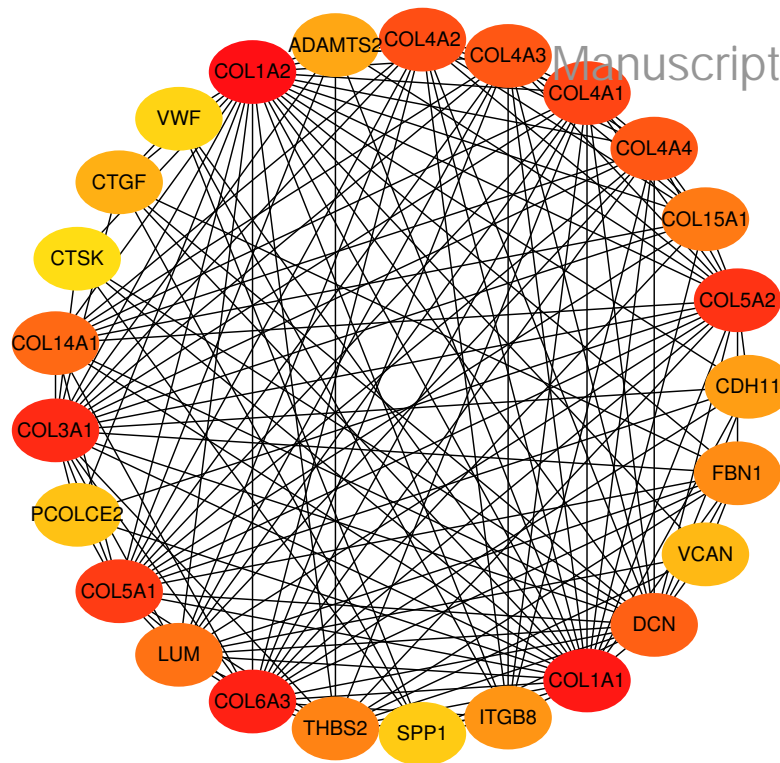 ADAMTS2
COL4A2
COL4A3
Manuscript
COL1A2
COL4A1
VWF
COL4A4
CTGF
COL15A1
CTSK
COL5A2
COL14A1
CDH11
COL3A1
FBN1
PCOLCE2
VCAN
COL5A1
DCN
LUM
COL1A1
COL6A3
ITGB8
THBS2
SPP1